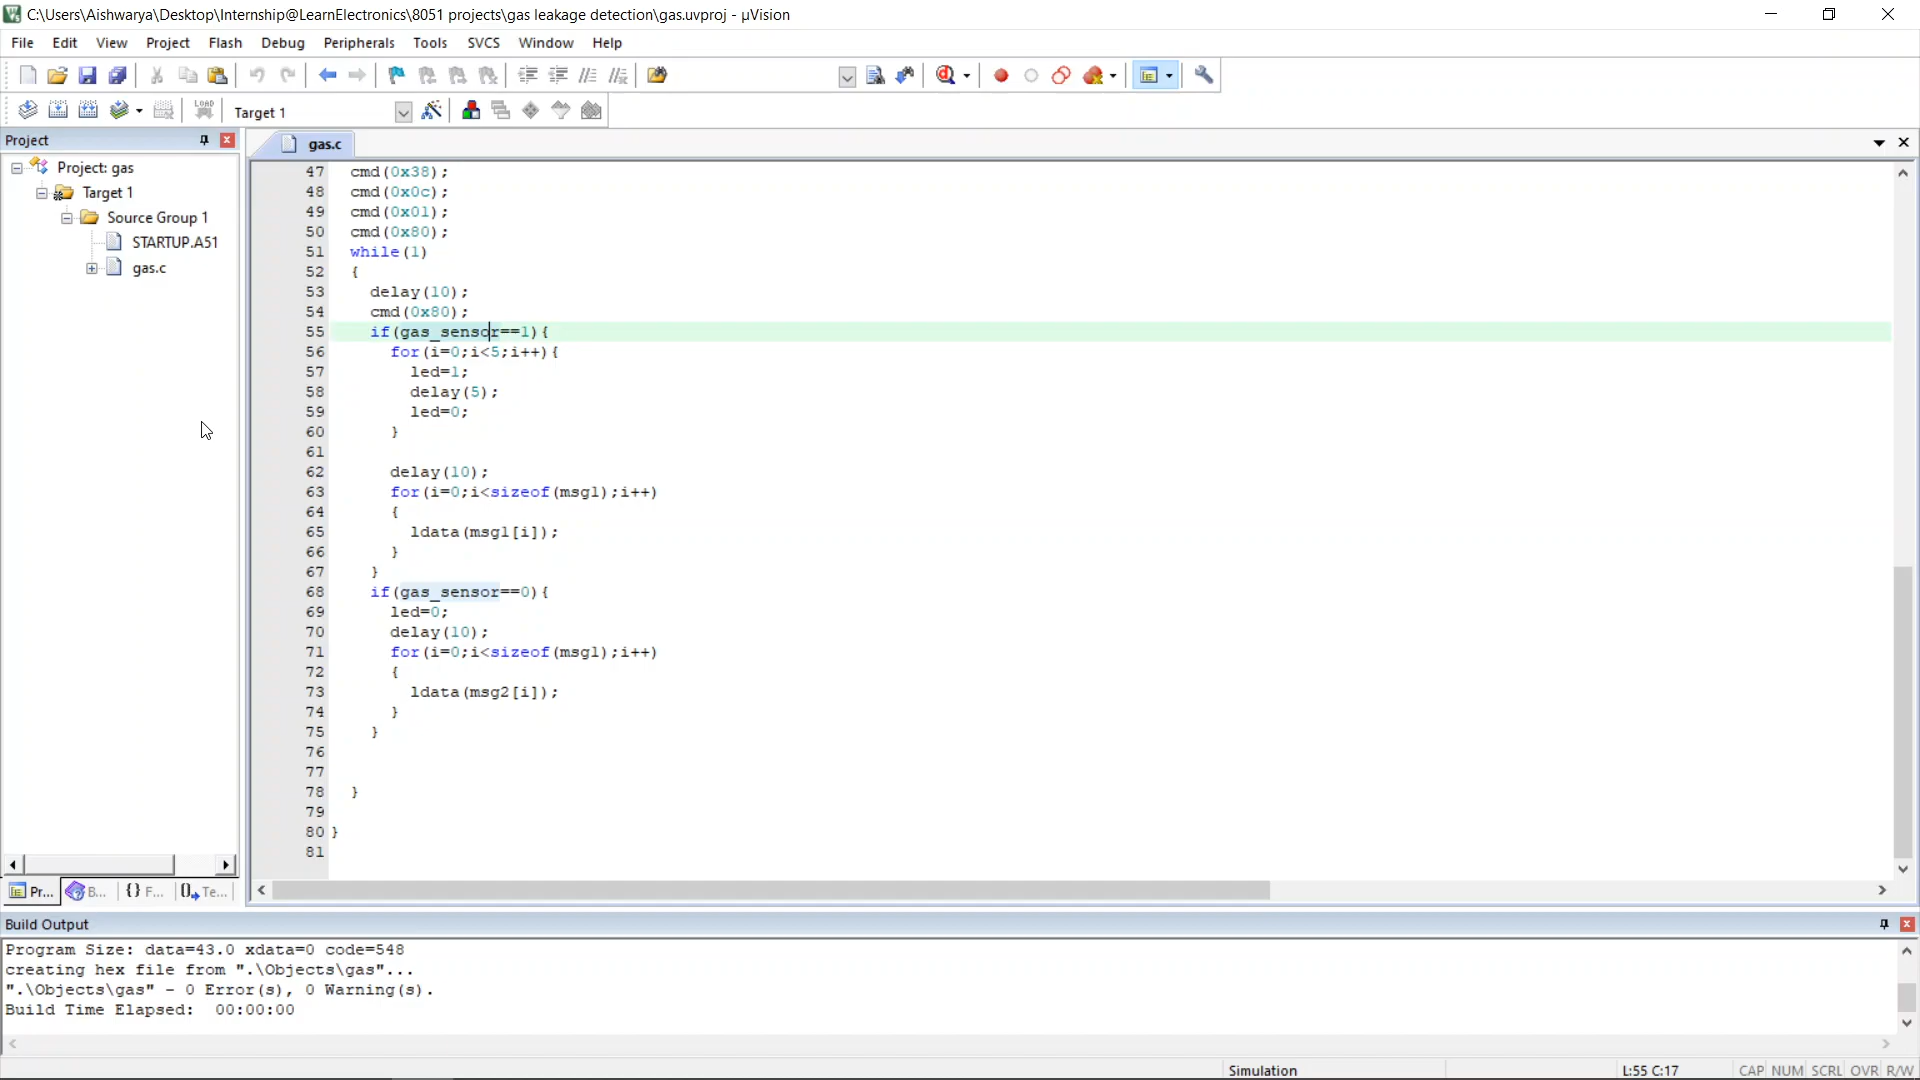 C:\Users\Aishwarya\Desktop\Internship@LearnElectronics\8051 projects\gas leakage detection\gas.uvproj - µVision
File Edit View Project Flash Debug Peripherals Tools SVCS Window Help
LOAD Target 1
Project
gas.c
Project: gas
Target 1
Source Group 1
STARTUP.A51
gas.c
47 cmd(0x38);
48 cmd(0x0c);
49 cmd(0x01);
50 cmd(0x80);
51 while(1)
52 {
53 delay(10);
54 cmd(0x80);
55 if(gas_sensor==1){
56 for(i=0;i<5;i++){
57 led=1;
58 delay(5);
59 led=0;
60 }
61
62 delay(10);
63 for(i=0;i<sizeof(msg1);i++)
64 {
65 ldata(msg1[i]);
66 }
67 }
68 if(gas_sensor==0){
69 led=0;
70 delay(10);
71 for(i=0;i<sizeof(msg1);i++)
72 {
73 ldata(msg2[i]);
74 }
75 }
76
77
78 }
79
80 }
81
Pr... B... {} F... Te...
Build Output
Program Size: data=43.0 xdata=0 code=548
creating hex file from ".\Objects\gas"...
".\Objects\gas" - 0 Error(s), 0 Warning(s).
Build Time Elapsed:  00:00:00
Simulation L:55 C:17 CAP NUM SCRL OVR R/W